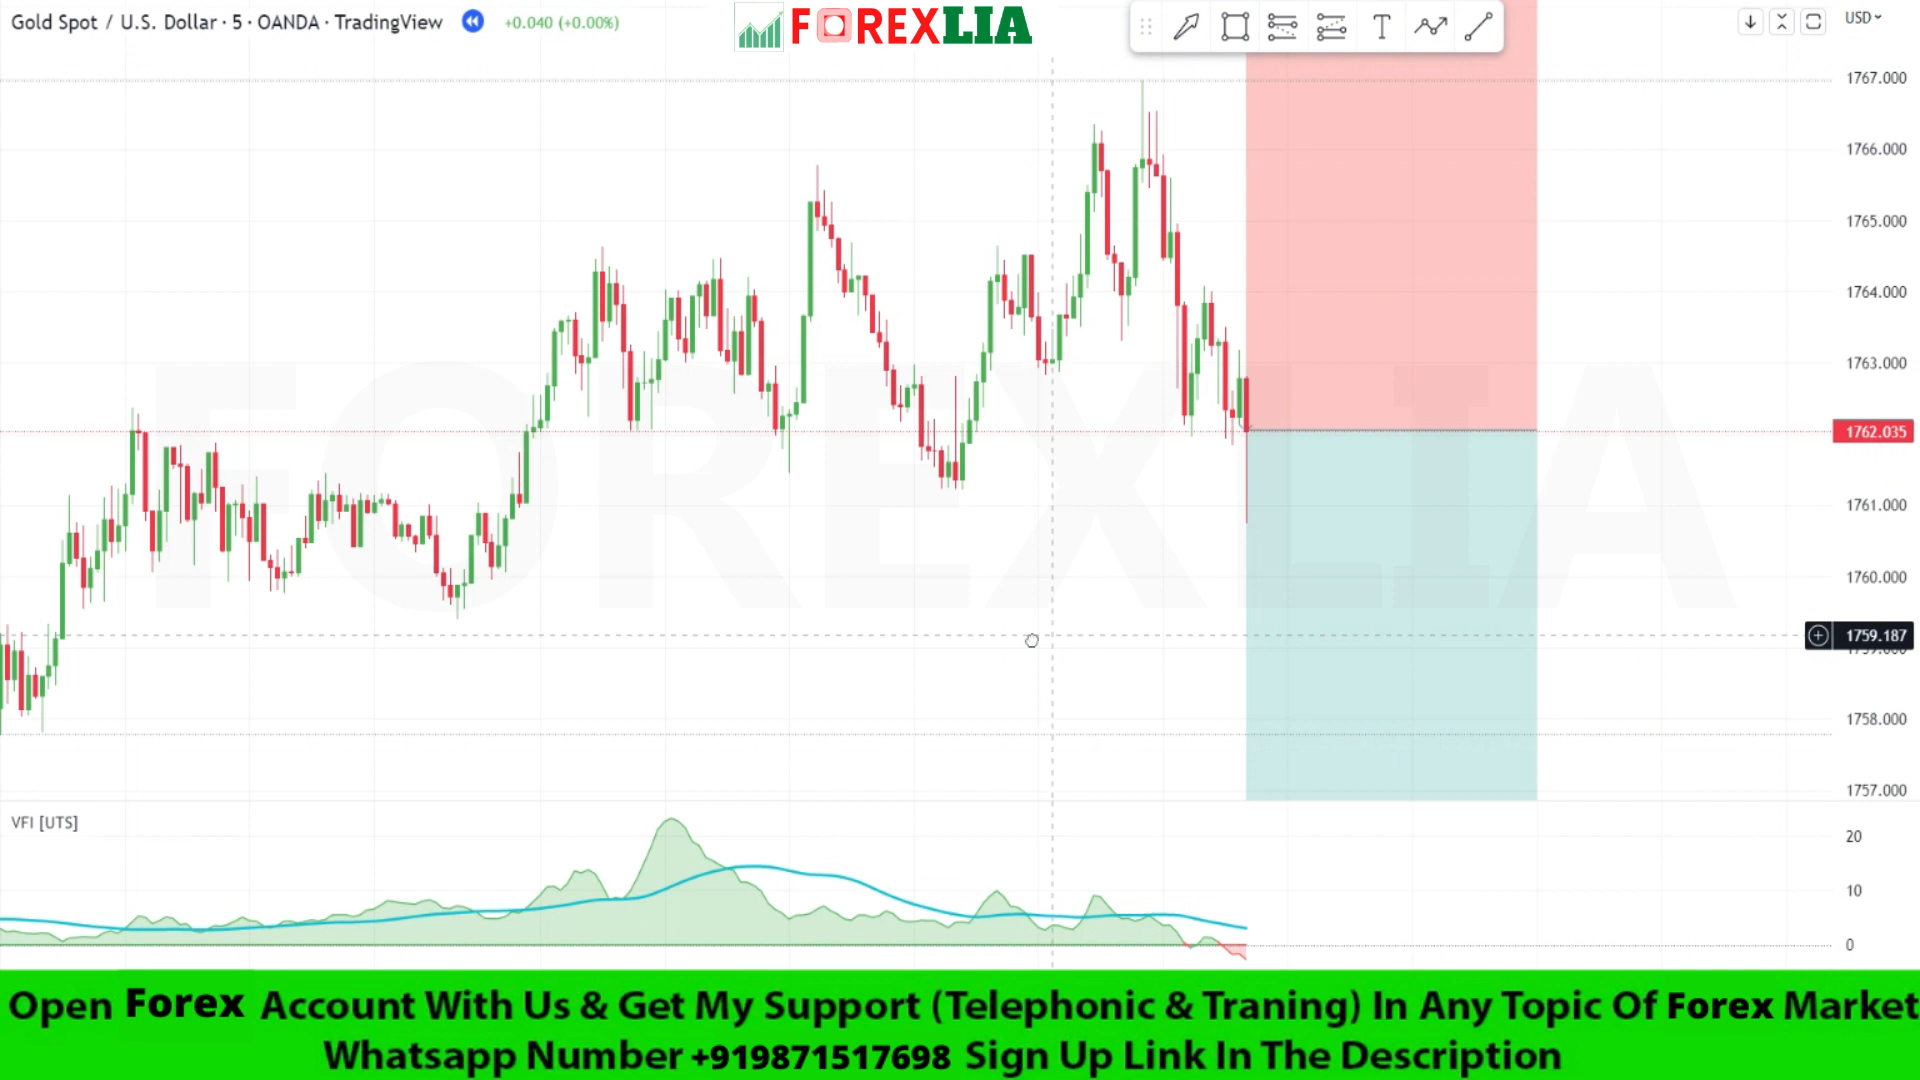 Gold Spot / U.S. Dollar · 5 · OANDA · TradingView +0.040 (+0.00%)
FOREXLIA
T
USD
1767.000
1766.000
1765.000
1764.000
1763.000
1762.035
1761.000
1760.000
1759.187
1758.000
1757.000
FOREXLIA
VFI [UTS]
20
10
0
Open Forex Account With Us & Get My Support (Telephonic & Traning) In Any Topic Of Forex Market
Whatsapp Number +919871517698 Sign Up Link In The Description